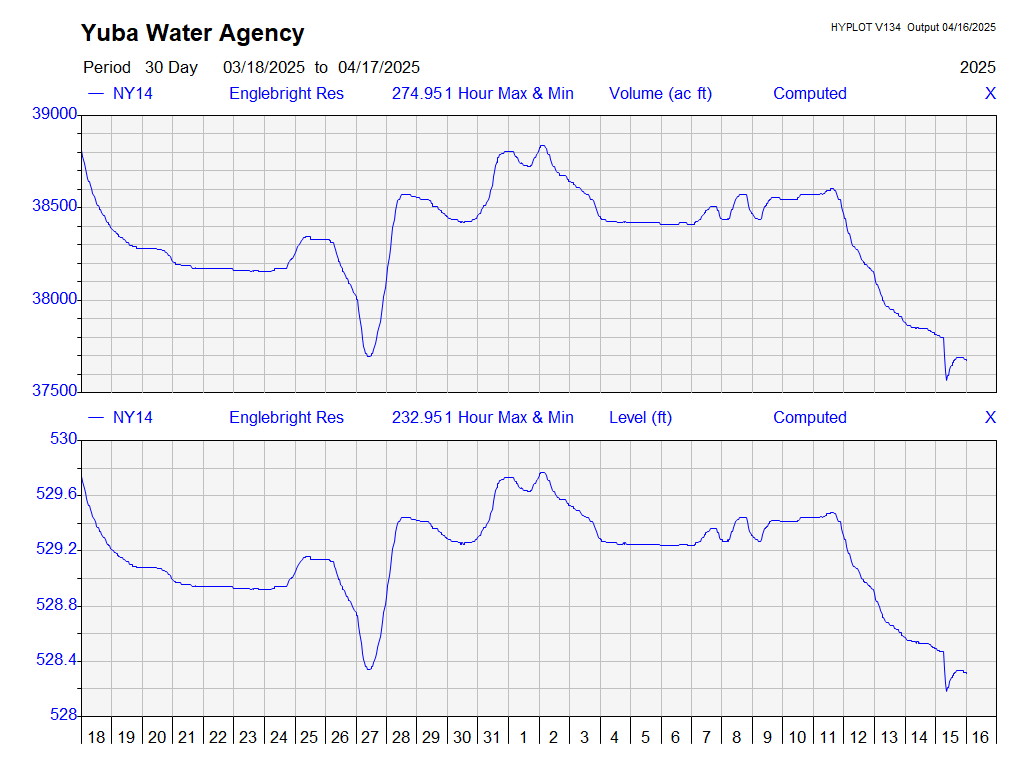 Yuba Water Agency
HYPLOT V134 Output 04/16/2025
Period 30 Day 03/18/2025 to 04/17/2025 2025
NY14 Englebright Res 274.951 Hour Max & Min Volume (ac ft) Computed X
39000
38500
38000
37500
NY14 Englebright Res 232.951 Hour Max & Min Level (ft) Computed X
530
529.6
529.2
528.8
528.4
528
18 19 20 21 22 23 24 25 26 27 28 29 30 31 1 2 3 4 5 6 7 8 9 10 11 12 13 14 15 16